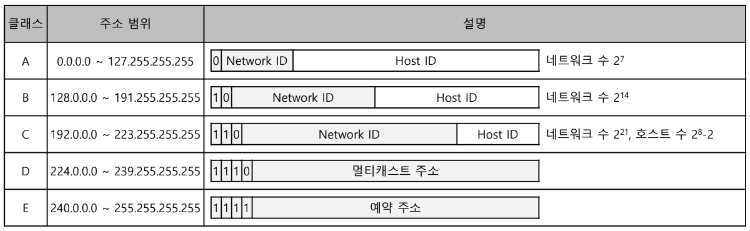 클래스 주소 범위 설명
A 0.0.0.0 ~ 127.255.255.255 0 Network ID Host ID 네트워크 수 2⁷
B 128.0.0.0 ~ 191.255.255.255 1 0 Network ID Host ID 네트워크 수 2¹⁴
C 192.0.0.0 ~ 223.255.255.255 1 1 0 Network ID Host ID 네트워크 수 2²¹, 호스트 수 2⁸-2
D 224.0.0.0 ~ 239.255.255.255 1 1 1 0 멀티캐스트 주소
E 240.0.0.0 ~ 255.255.255.255 1 1 1 1 예약 주소